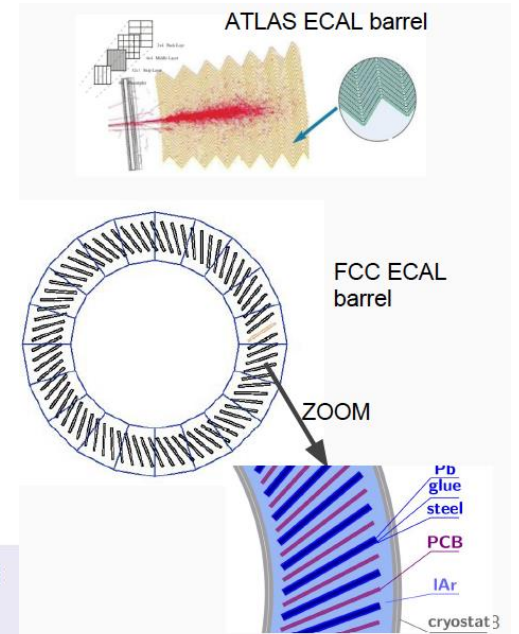 ATLAS ECAL barrel
FCC ECAL
barrel
ZOOM
Pb
glue
steel
PCB
lAr
cryostat
3